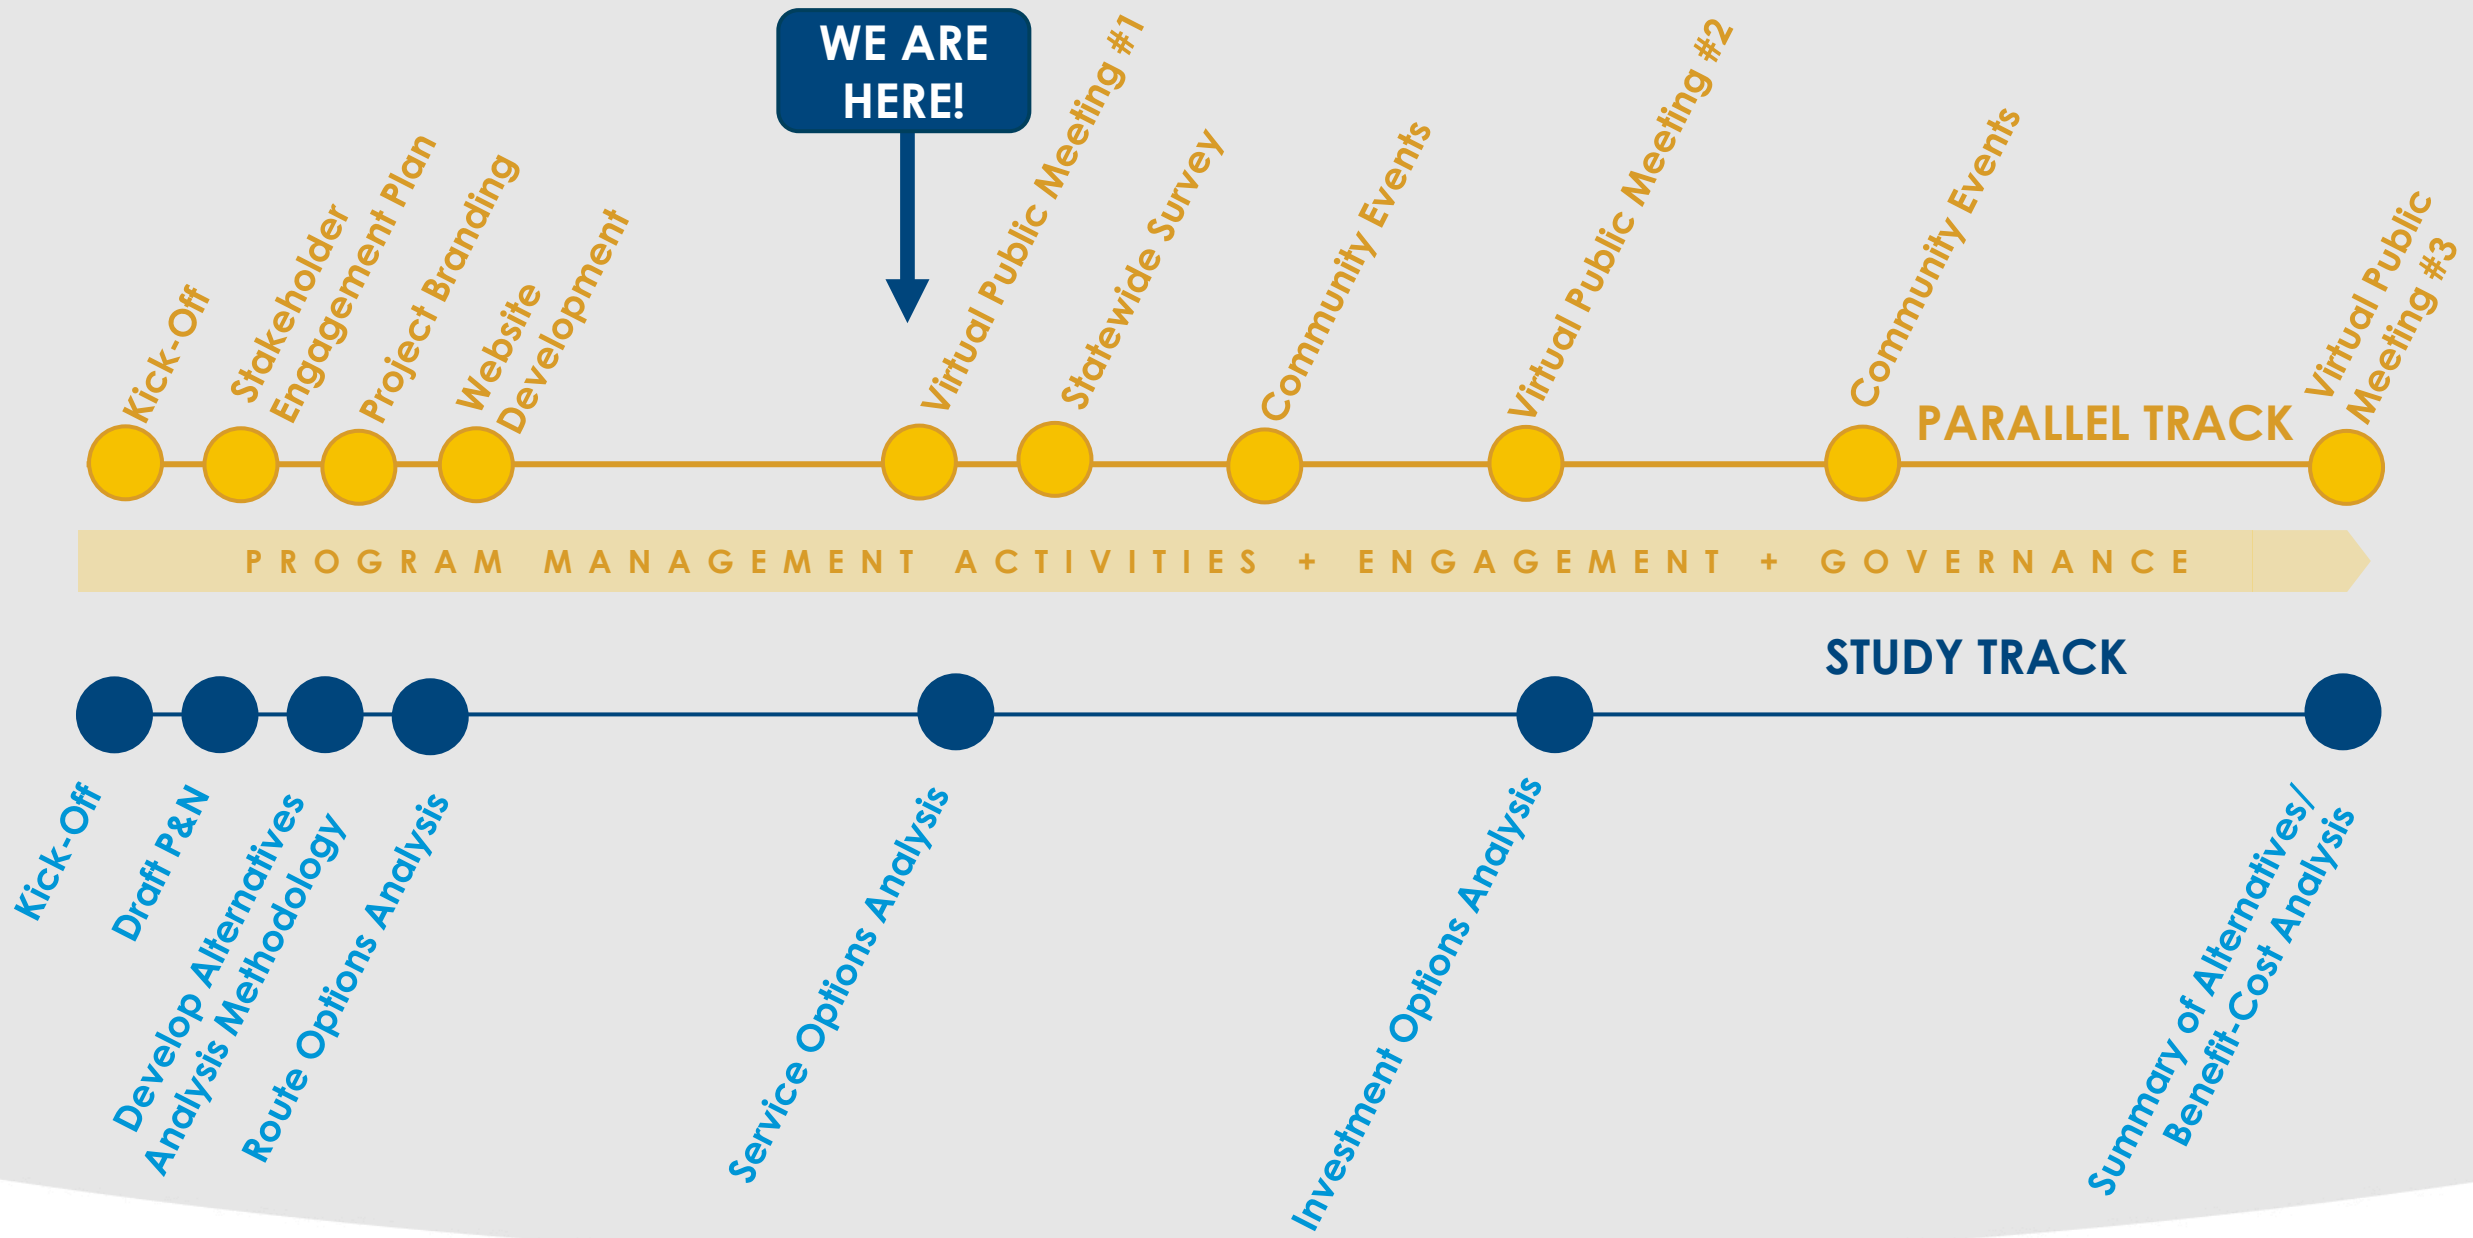 WE ARE
HERE!
Kick-Off
Stakeholder
Engagement Plan
Project Branding
Website
Development
Virtual Public Meeting #1
Statewide Survey
Community Events
Virtual Public Meeting #2
Community Events
Virtual Public
Meeting #3
PARALLEL TRACK
PROGRAM MANAGEMENT ACTIVITIES + ENGAGEMENT + GOVERNANCE
STUDY TRACK
Kick-Off
Draft P&N
Develop Alternatives
Analysis Methodology
Route Options Analysis
Service Options Analysis
Investment Options Analysis
Summary of Alternatives/
Benefit-Cost Analysis